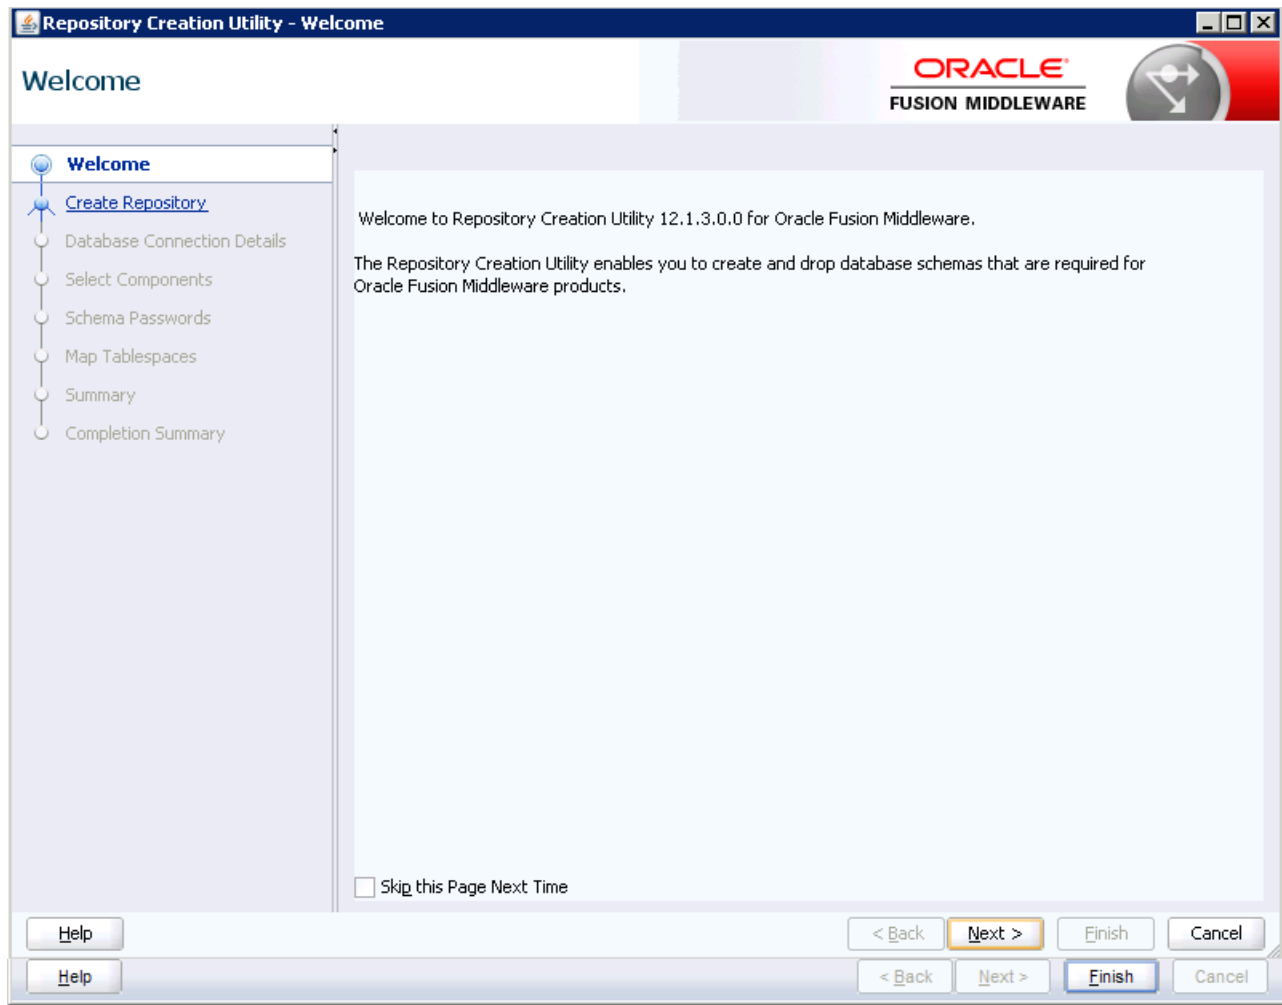 Repository Creation Utility - Welcome
Welcome
ORACLE
FUSION MIDDLEWARE
Welcome
Create Repository
Database Connection Details
Select Components
Schema Passwords
Map Tablespaces
Summary
Completion Summary
Welcome to Repository Creation Utility 12.1.3.0.0 for Oracle Fusion Middleware.
The Repository Creation Utility enables you to create and drop database schemas that are required for
Oracle Fusion Middleware products.
Skip this Page Next Time
Help < Back Next > Finish Cancel
Help < Back Next > Finish Cancel